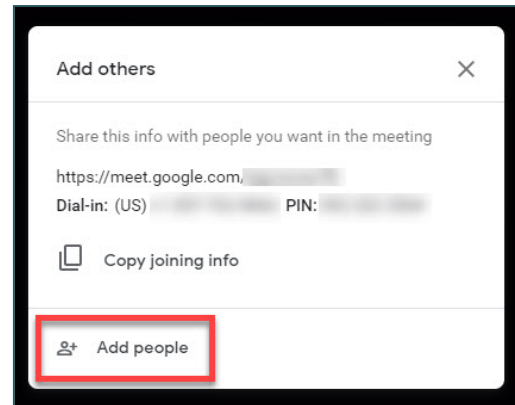 Add others
Share this info with people you want in the meeting
https://meet.google.com/
Dial-in: (US) PIN:
Copy joining info
Add people